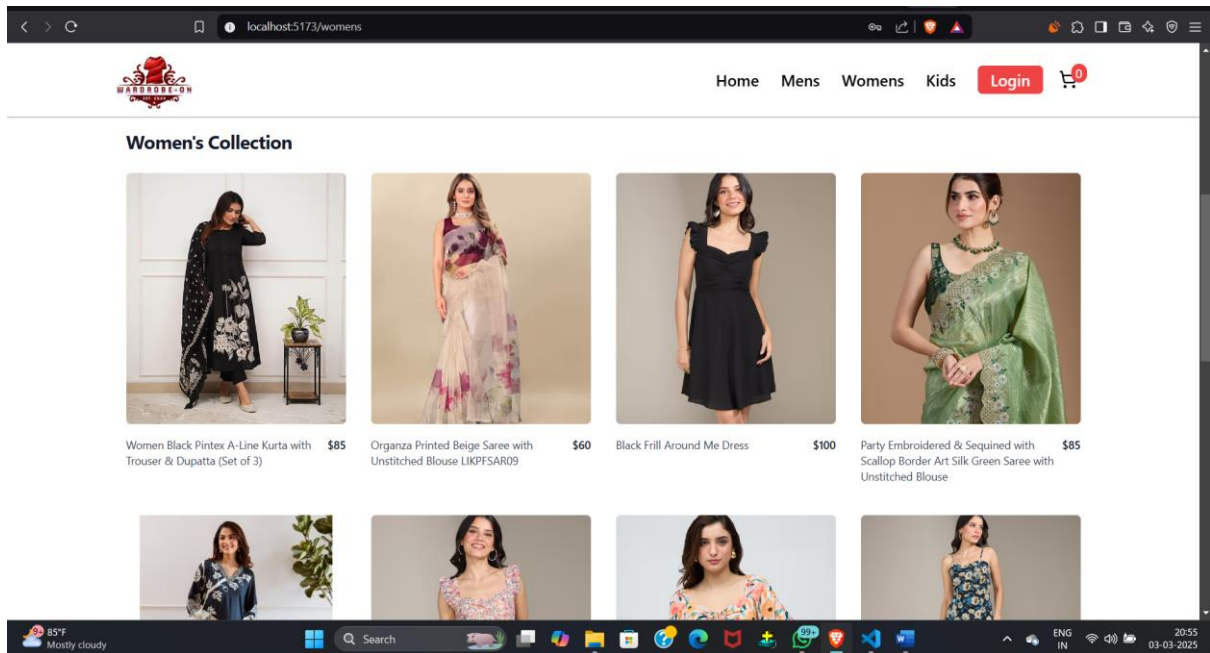 localhost:5173/womens
WARDROBE-ON
Home Mens Womens Kids Login 0
Women's Collection
Women Black Pintex A-Line Kurta with $85
Trouser & Dupatta (Set of 3)
Organza Printed Beige Saree with $60
Unstitched Blouse LIKPFSAR09
Black Frill Around Me Dress $100
Party Embroidered & Sequined with $85
Scallop Border Art Silk Green Saree with
Unstitched Blouse
85°F
Mostly cloudy
Search
99+
ENG
IN
20:55
03-03-2025